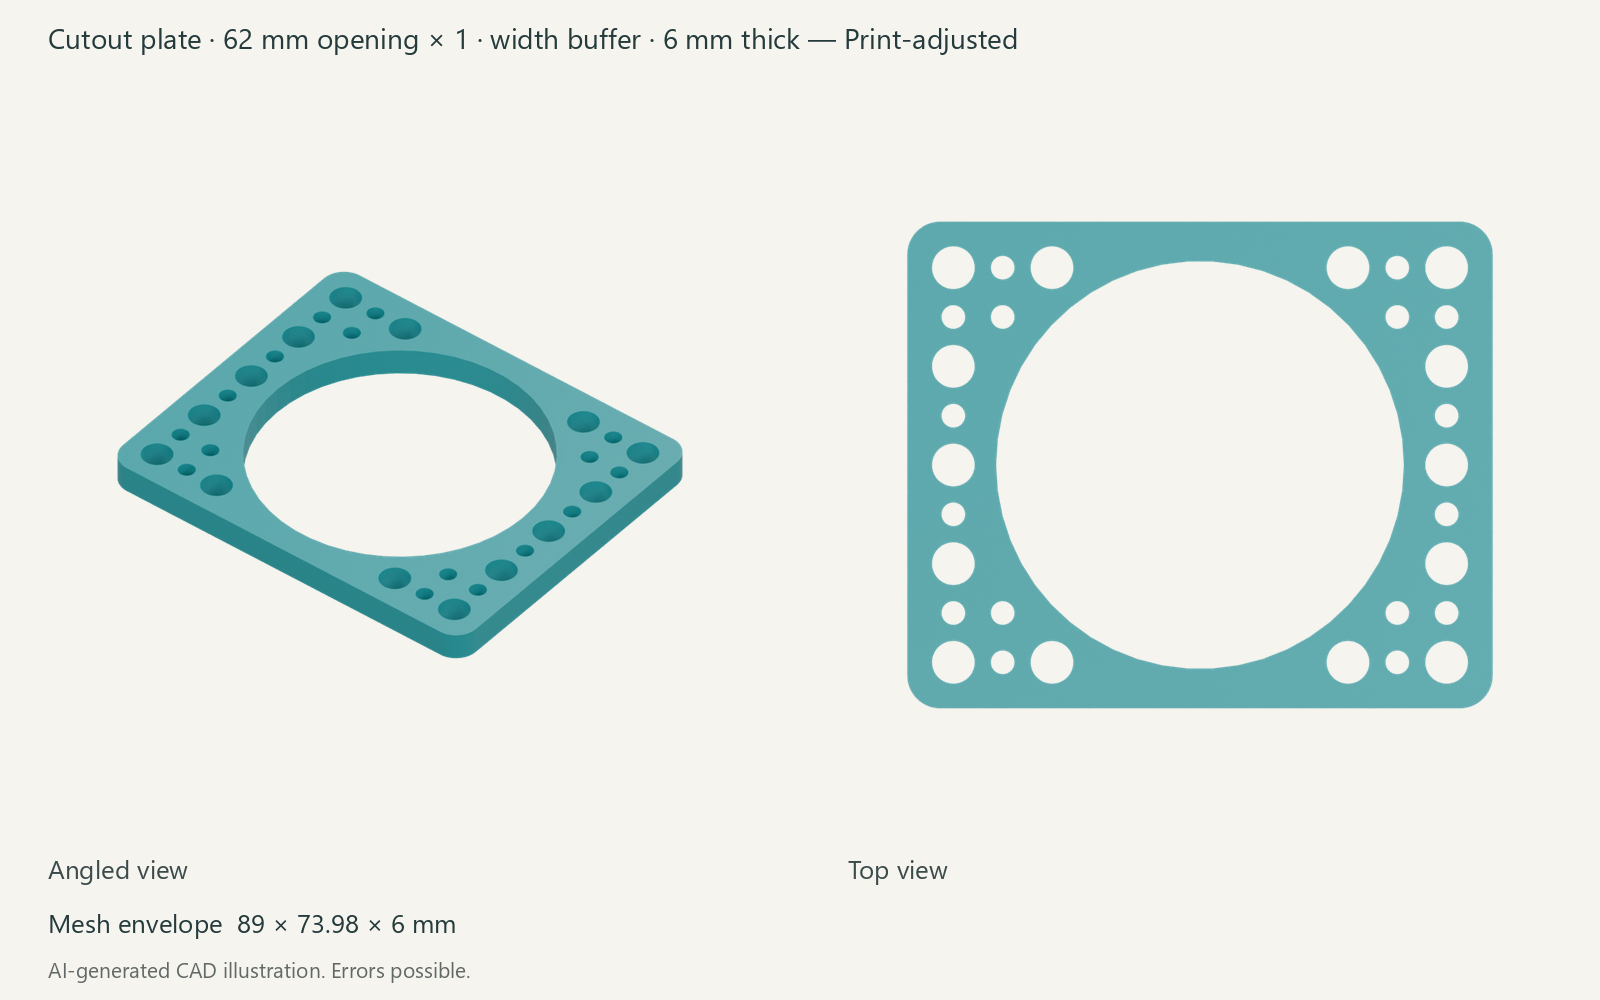 Cutout plate · 62 mm opening × 1 · width buffer · 6 mm thick — Print-adjusted
Angled view
Top view
Mesh envelope  89 × 73.98 × 6 mm
AI-generated CAD illustration. Errors possible.